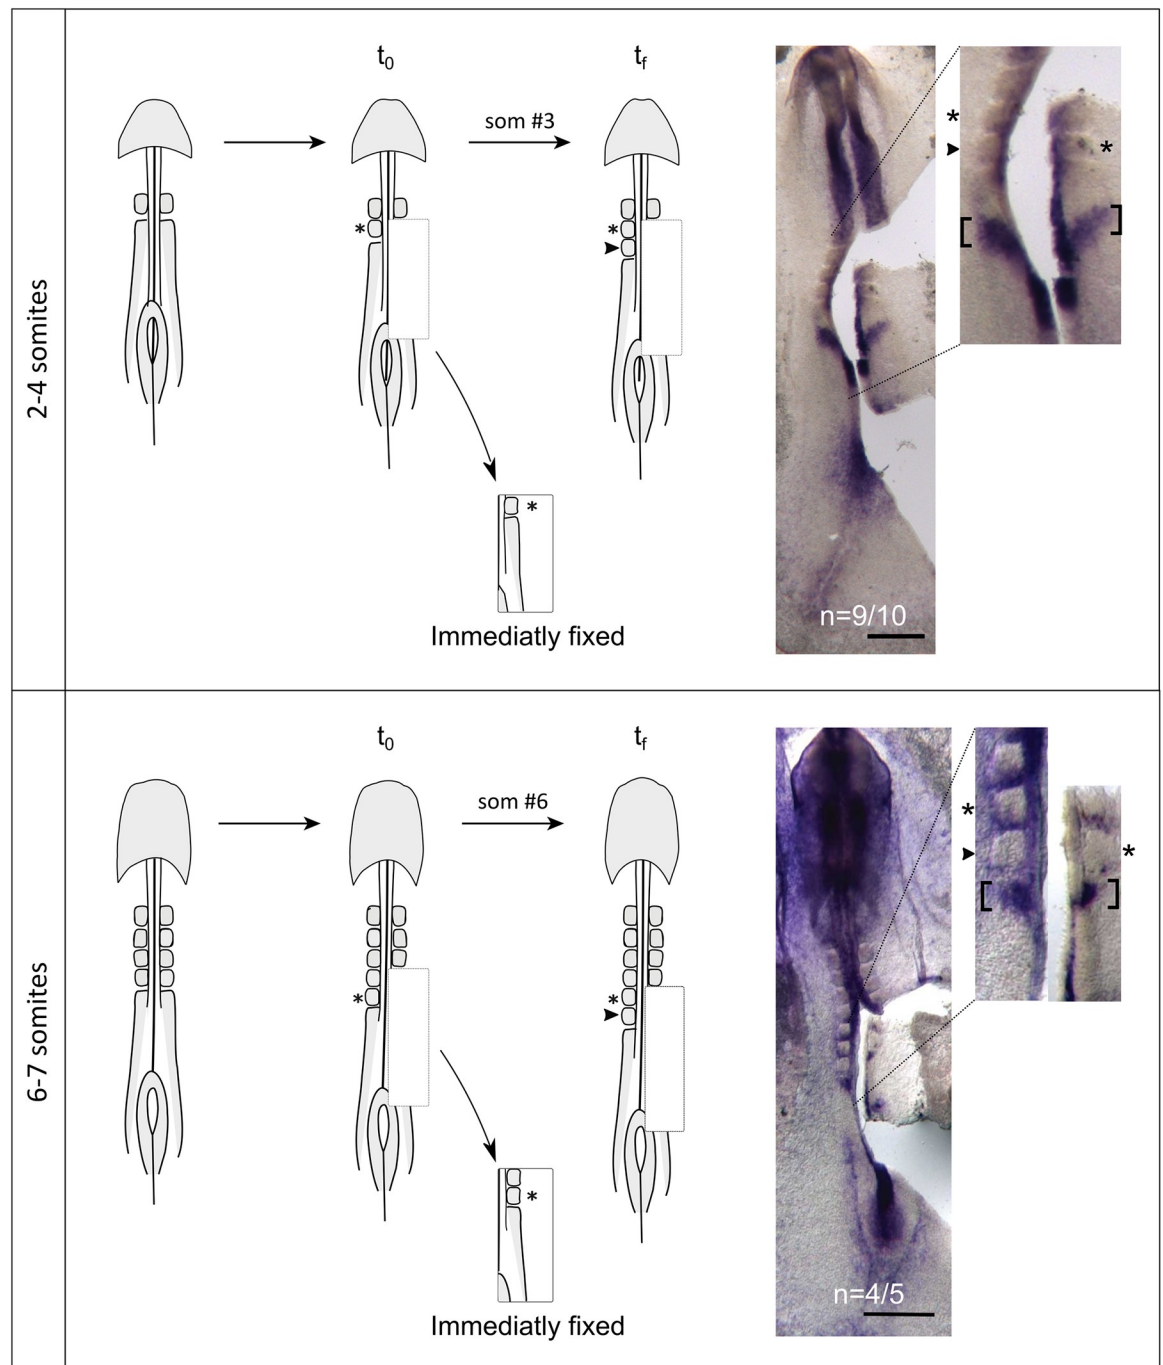 2-4 somites
t0
tf
som #3
*
*
*
Immediatly fixed
*
*
[ ]
n=9/10
6-7 somites
t0
tf
som #6
*
*
*
Immediatly fixed
*
*
[ ]
n=4/5